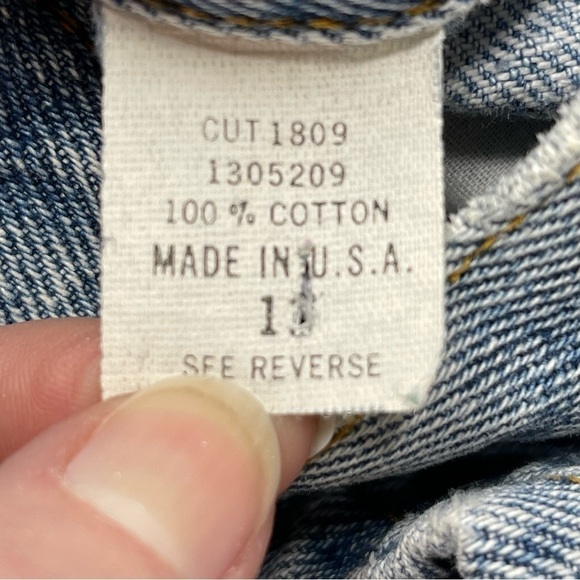 CUT 1809
1305209
100 % COTTON
MADE IN U.S.A.
SEE REVERSE